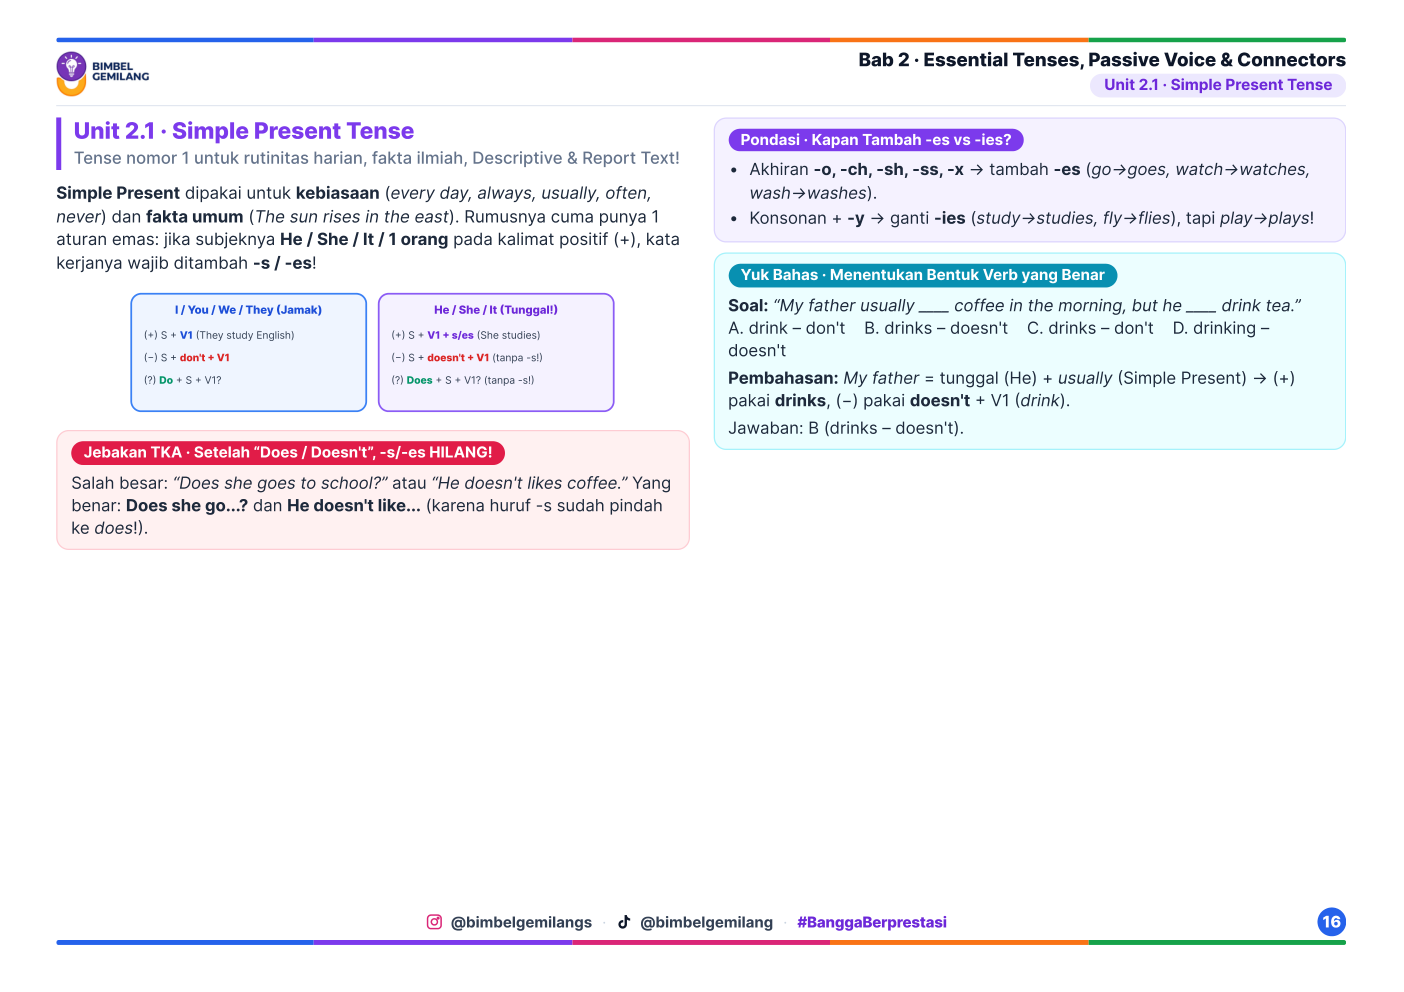 BIMBEL
GEMILANG
Bab 2 · Essential Tenses, Passive Voice & Connectors
Unit 2.1 · Simple Present Tense
Unit 2.1 · Simple Present Tense
Tense nomor 1 untuk rutinitas harian, fakta ilmiah, Descriptive & Report Text!
Simple Present dipakai untuk kebiasaan (every day, always, usually, often,
never) dan fakta umum (The sun rises in the east). Rumusnya cuma punya 1
aturan emas: jika subjeknya He / She / It / 1 orang pada kalimat positif (+), kata
kerjanya wajib ditambah -s / -es!
I / You / We / They (Jamak)
(+) S + V1 (They study English)
(−) S + don't + V1
(?) Do + S + V1?
He / She / It (Tunggal!)
(+) S + V1 + s/es (She studies)
(−) S + doesn't + V1 (tanpa -s!)
(?) Does + S + V1? (tanpa -s!)
Jebakan TKA · Setelah “Does / Doesn't”, -s/-es HILANG!
Salah besar: “Does she goes to school?” atau “He doesn't likes coffee.” Yang
benar: Does she go...? dan He doesn't like... (karena huruf -s sudah pindah
ke does!).
Pondasi · Kapan Tambah -es vs -ies?
• Akhiran -o, -ch, -sh, -ss, -x → tambah -es (go→goes, watch→watches,
wash→washes).
• Konsonan + -y → ganti -ies (study→studies, fly→flies), tapi play→plays!
Yuk Bahas · Menentukan Bentuk Verb yang Benar
Soal: “My father usually ____ coffee in the morning, but he ____ drink tea.”
A. drink – don't B. drinks – doesn't C. drinks – don't D. drinking –
doesn't
Pembahasan: My father = tunggal (He) + usually (Simple Present) → (+)
pakai drinks, (−) pakai doesn't + V1 (drink).
Jawaban: B (drinks – doesn't).
@bimbelgemilangs · @bimbelgemilang · #BanggaBerprestasi
16